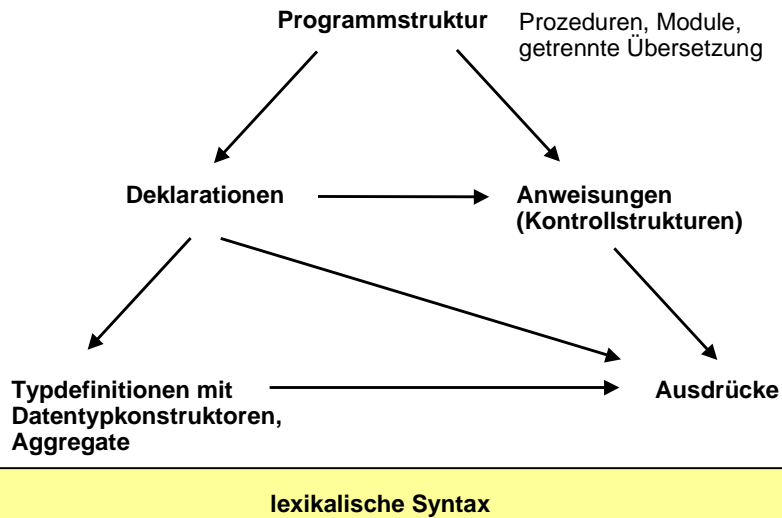 Programmstruktur
Prozeduren, Module,
getrennte Übersetzung
Deklarationen
Anweisungen
(Kontrollstrukturen)
Typdefinitionen mit
Datentypkonstruktoren,
Aggregate
Ausdrücke
lexikalische Syntax